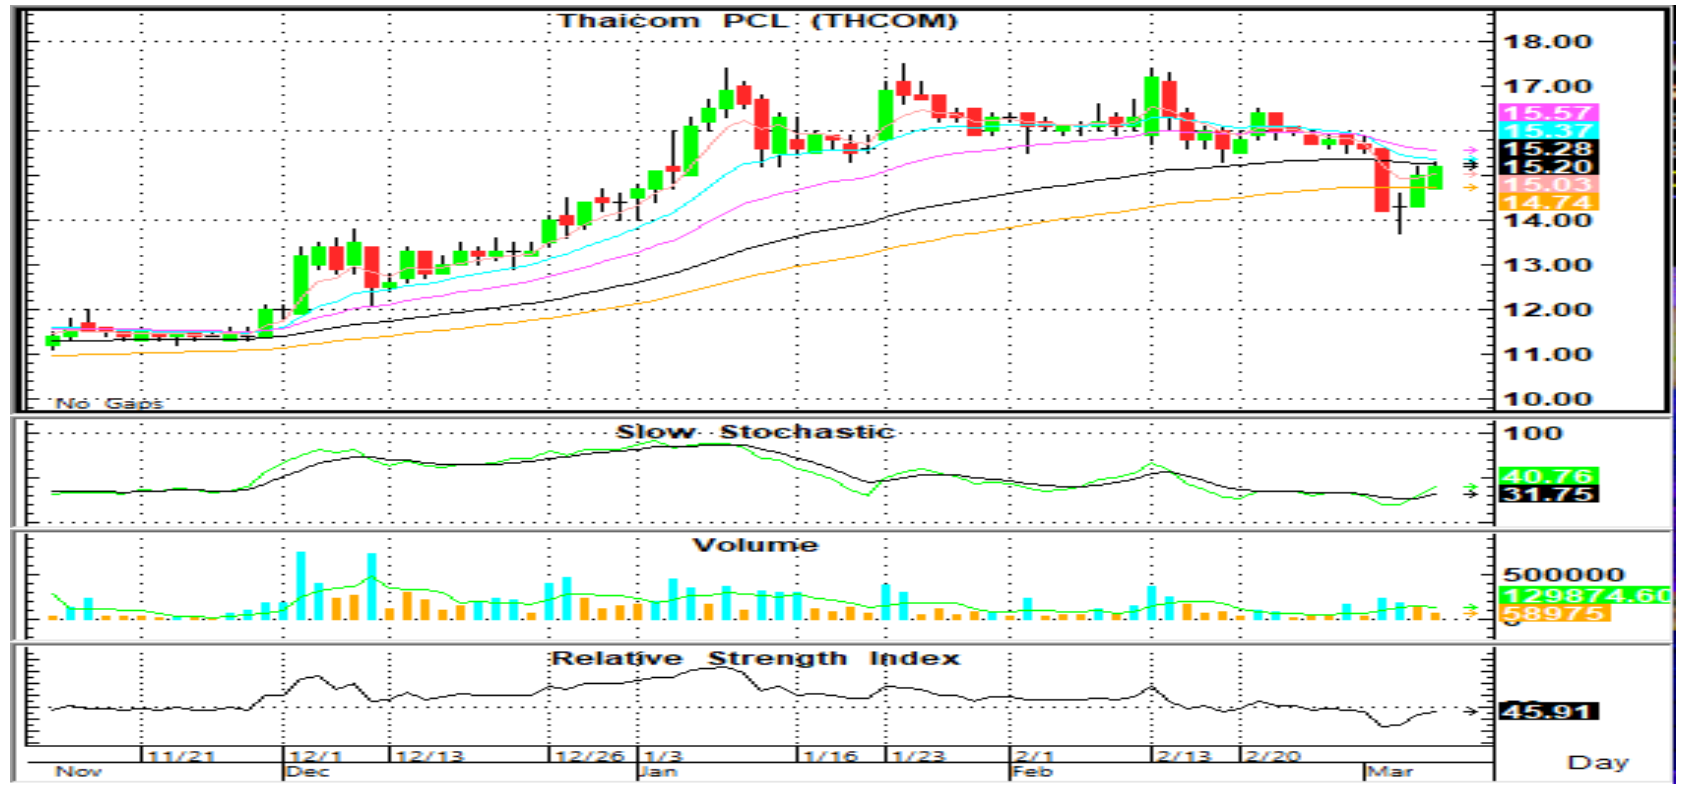 Thaicom PCL (THCOM)
18.00
17.00
15.57
15.37
15.28
15.20
15.03
14.74
14.00
13.00
12.00
11.00
10.00
No Gaps
Slow Stochastic
100
40.76
31.75
Volume
500000
129874.60
58975
Relative Strength Index
45.91
11/21 12/1 12/13 12/26 1/3 1/16 1/23 2/1 2/13 2/20
Nov Dec Jan Feb Mar
Day